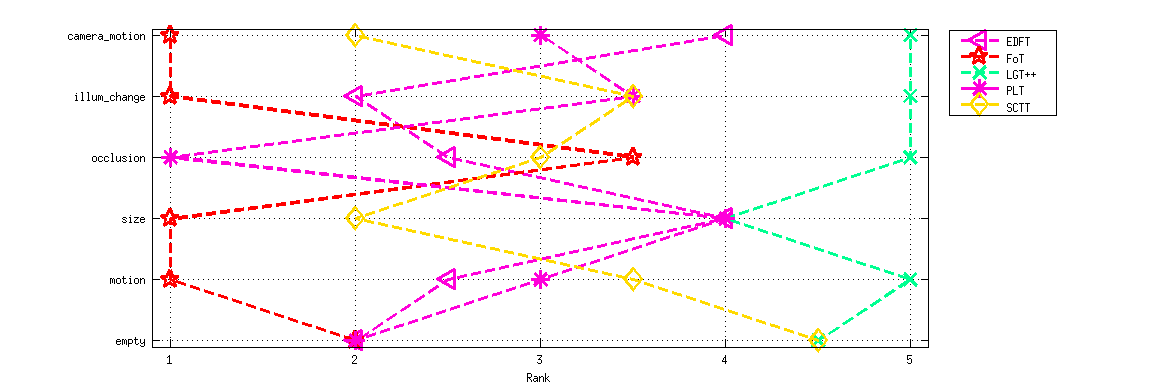 camera_motion
illum_change
occlusion
size
motion
empty
1 2 3 4 5
Rank
EDFT
FoT
LGT++
PLT
SCTT